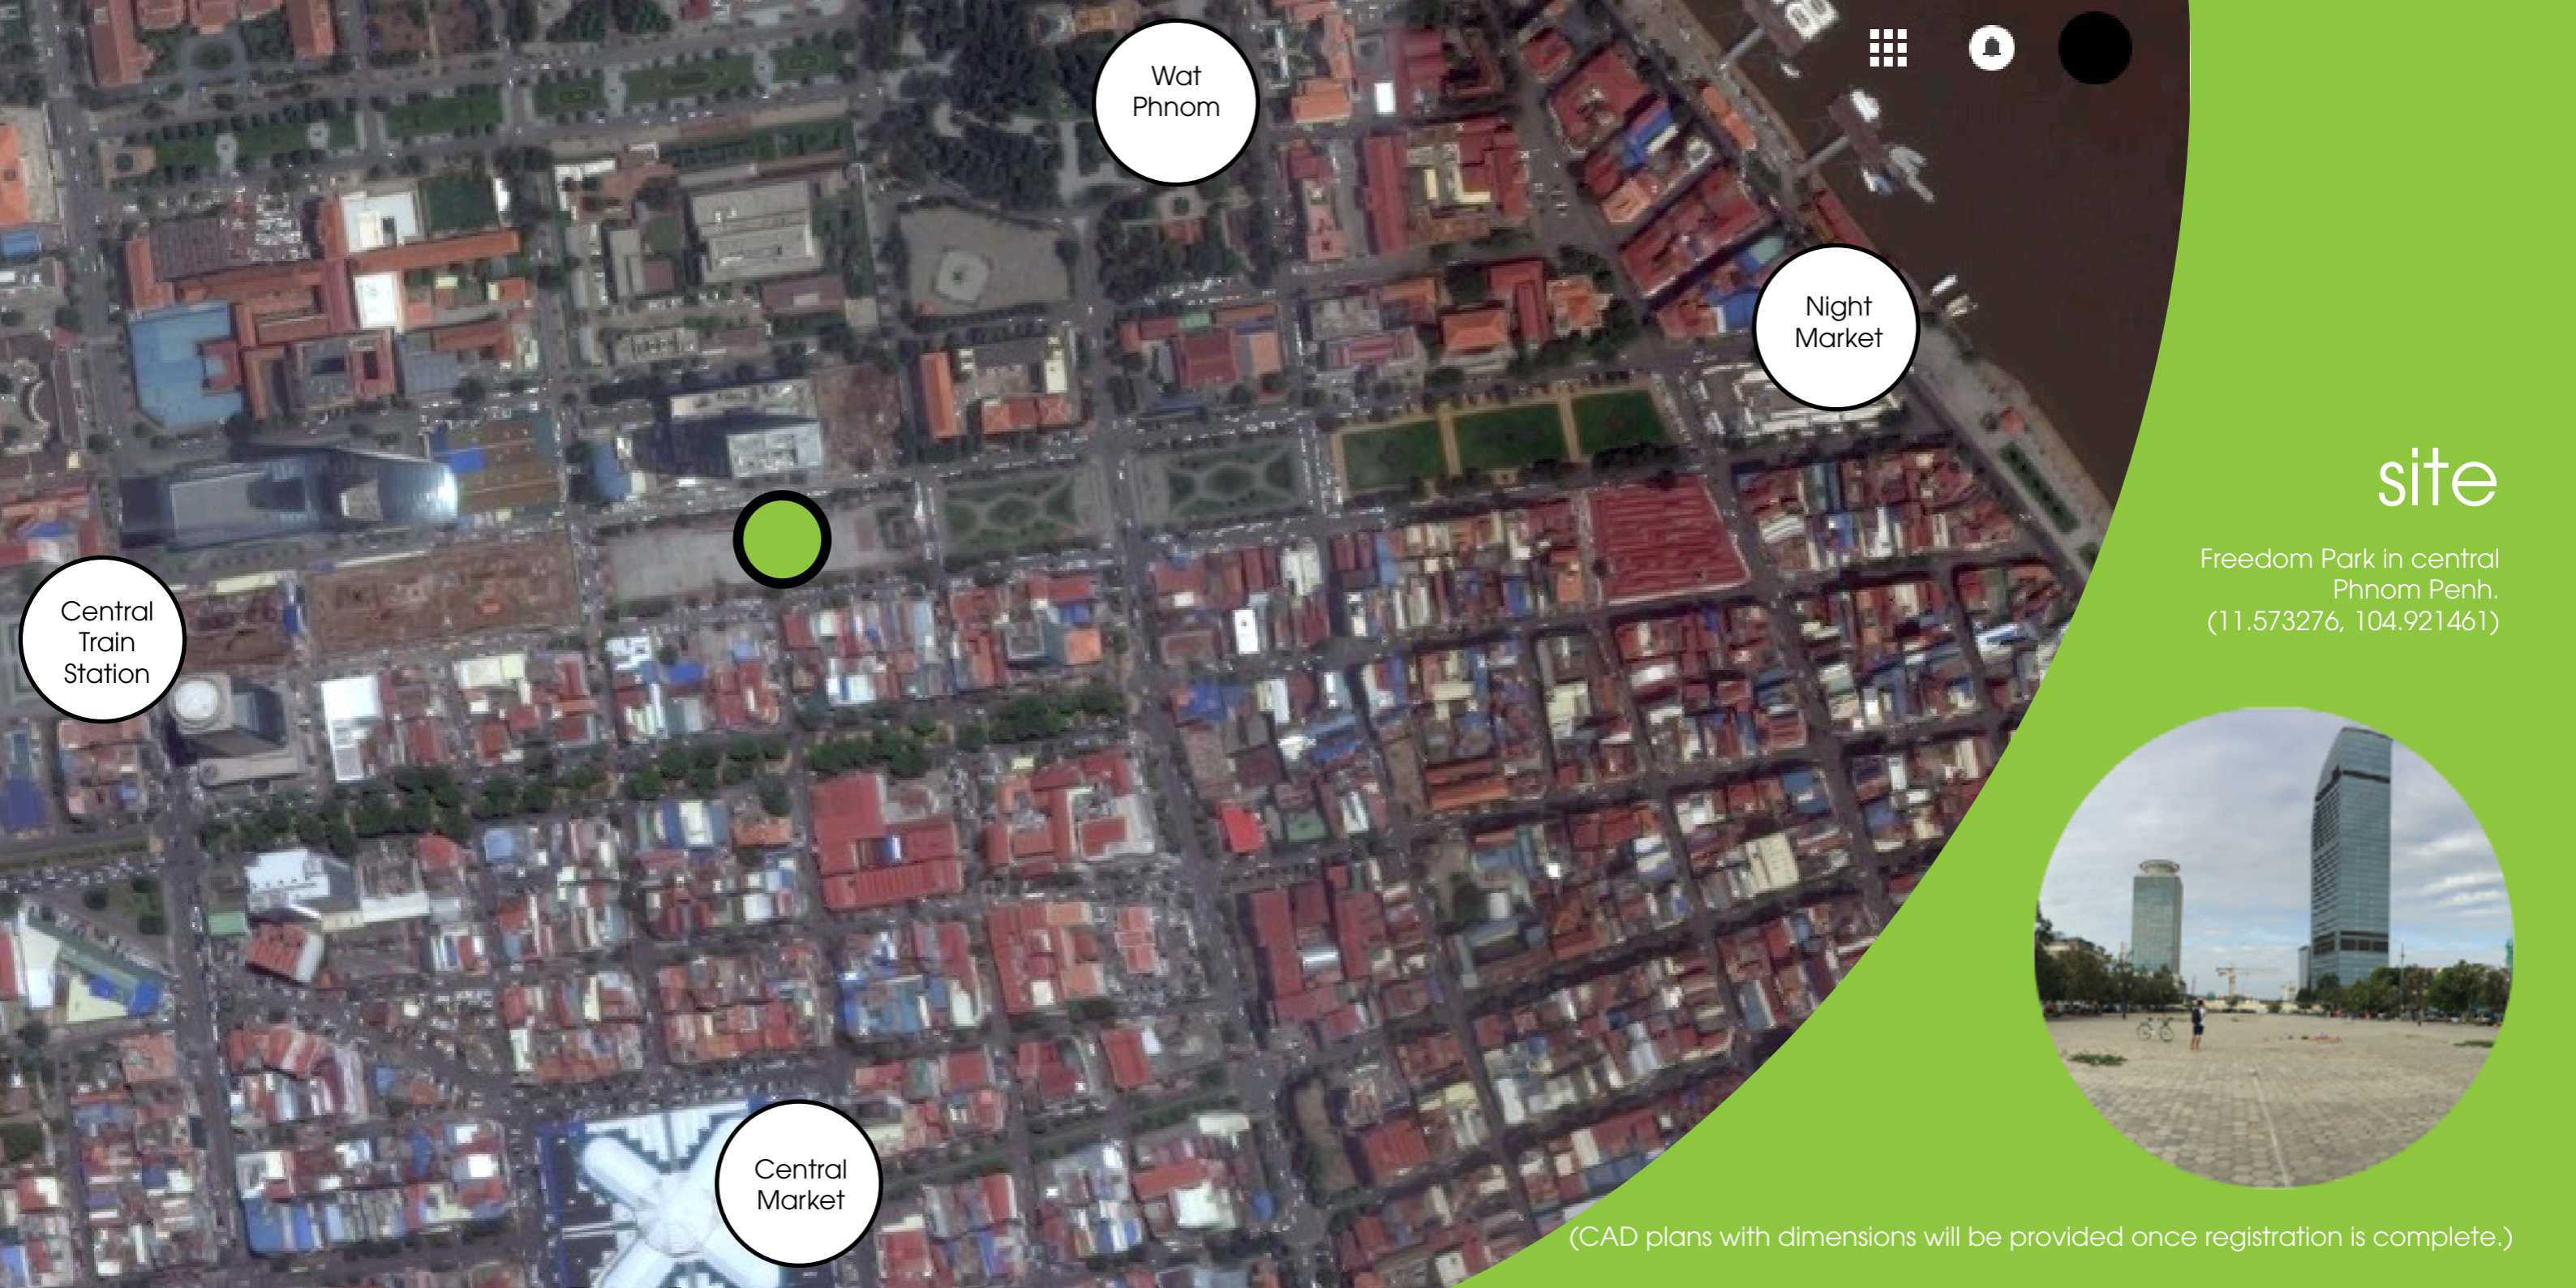 Wat
Phnom
Night
Market
Central
Train
Station
Central
Market
site
Freedom Park in central
Phnom Penh.
(11.573276, 104.921461)
(CAD plans with dimensions will be provided once registration is complete.)